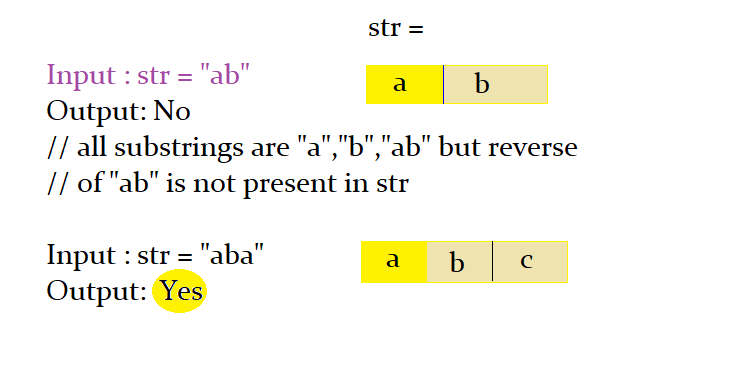 str =
Input : str = "ab"
a b
Output: No
// all substrings are "a","b","ab" but reverse
// of "ab" is not present in str
Input : str = "aba"
a b c
Output: Yes